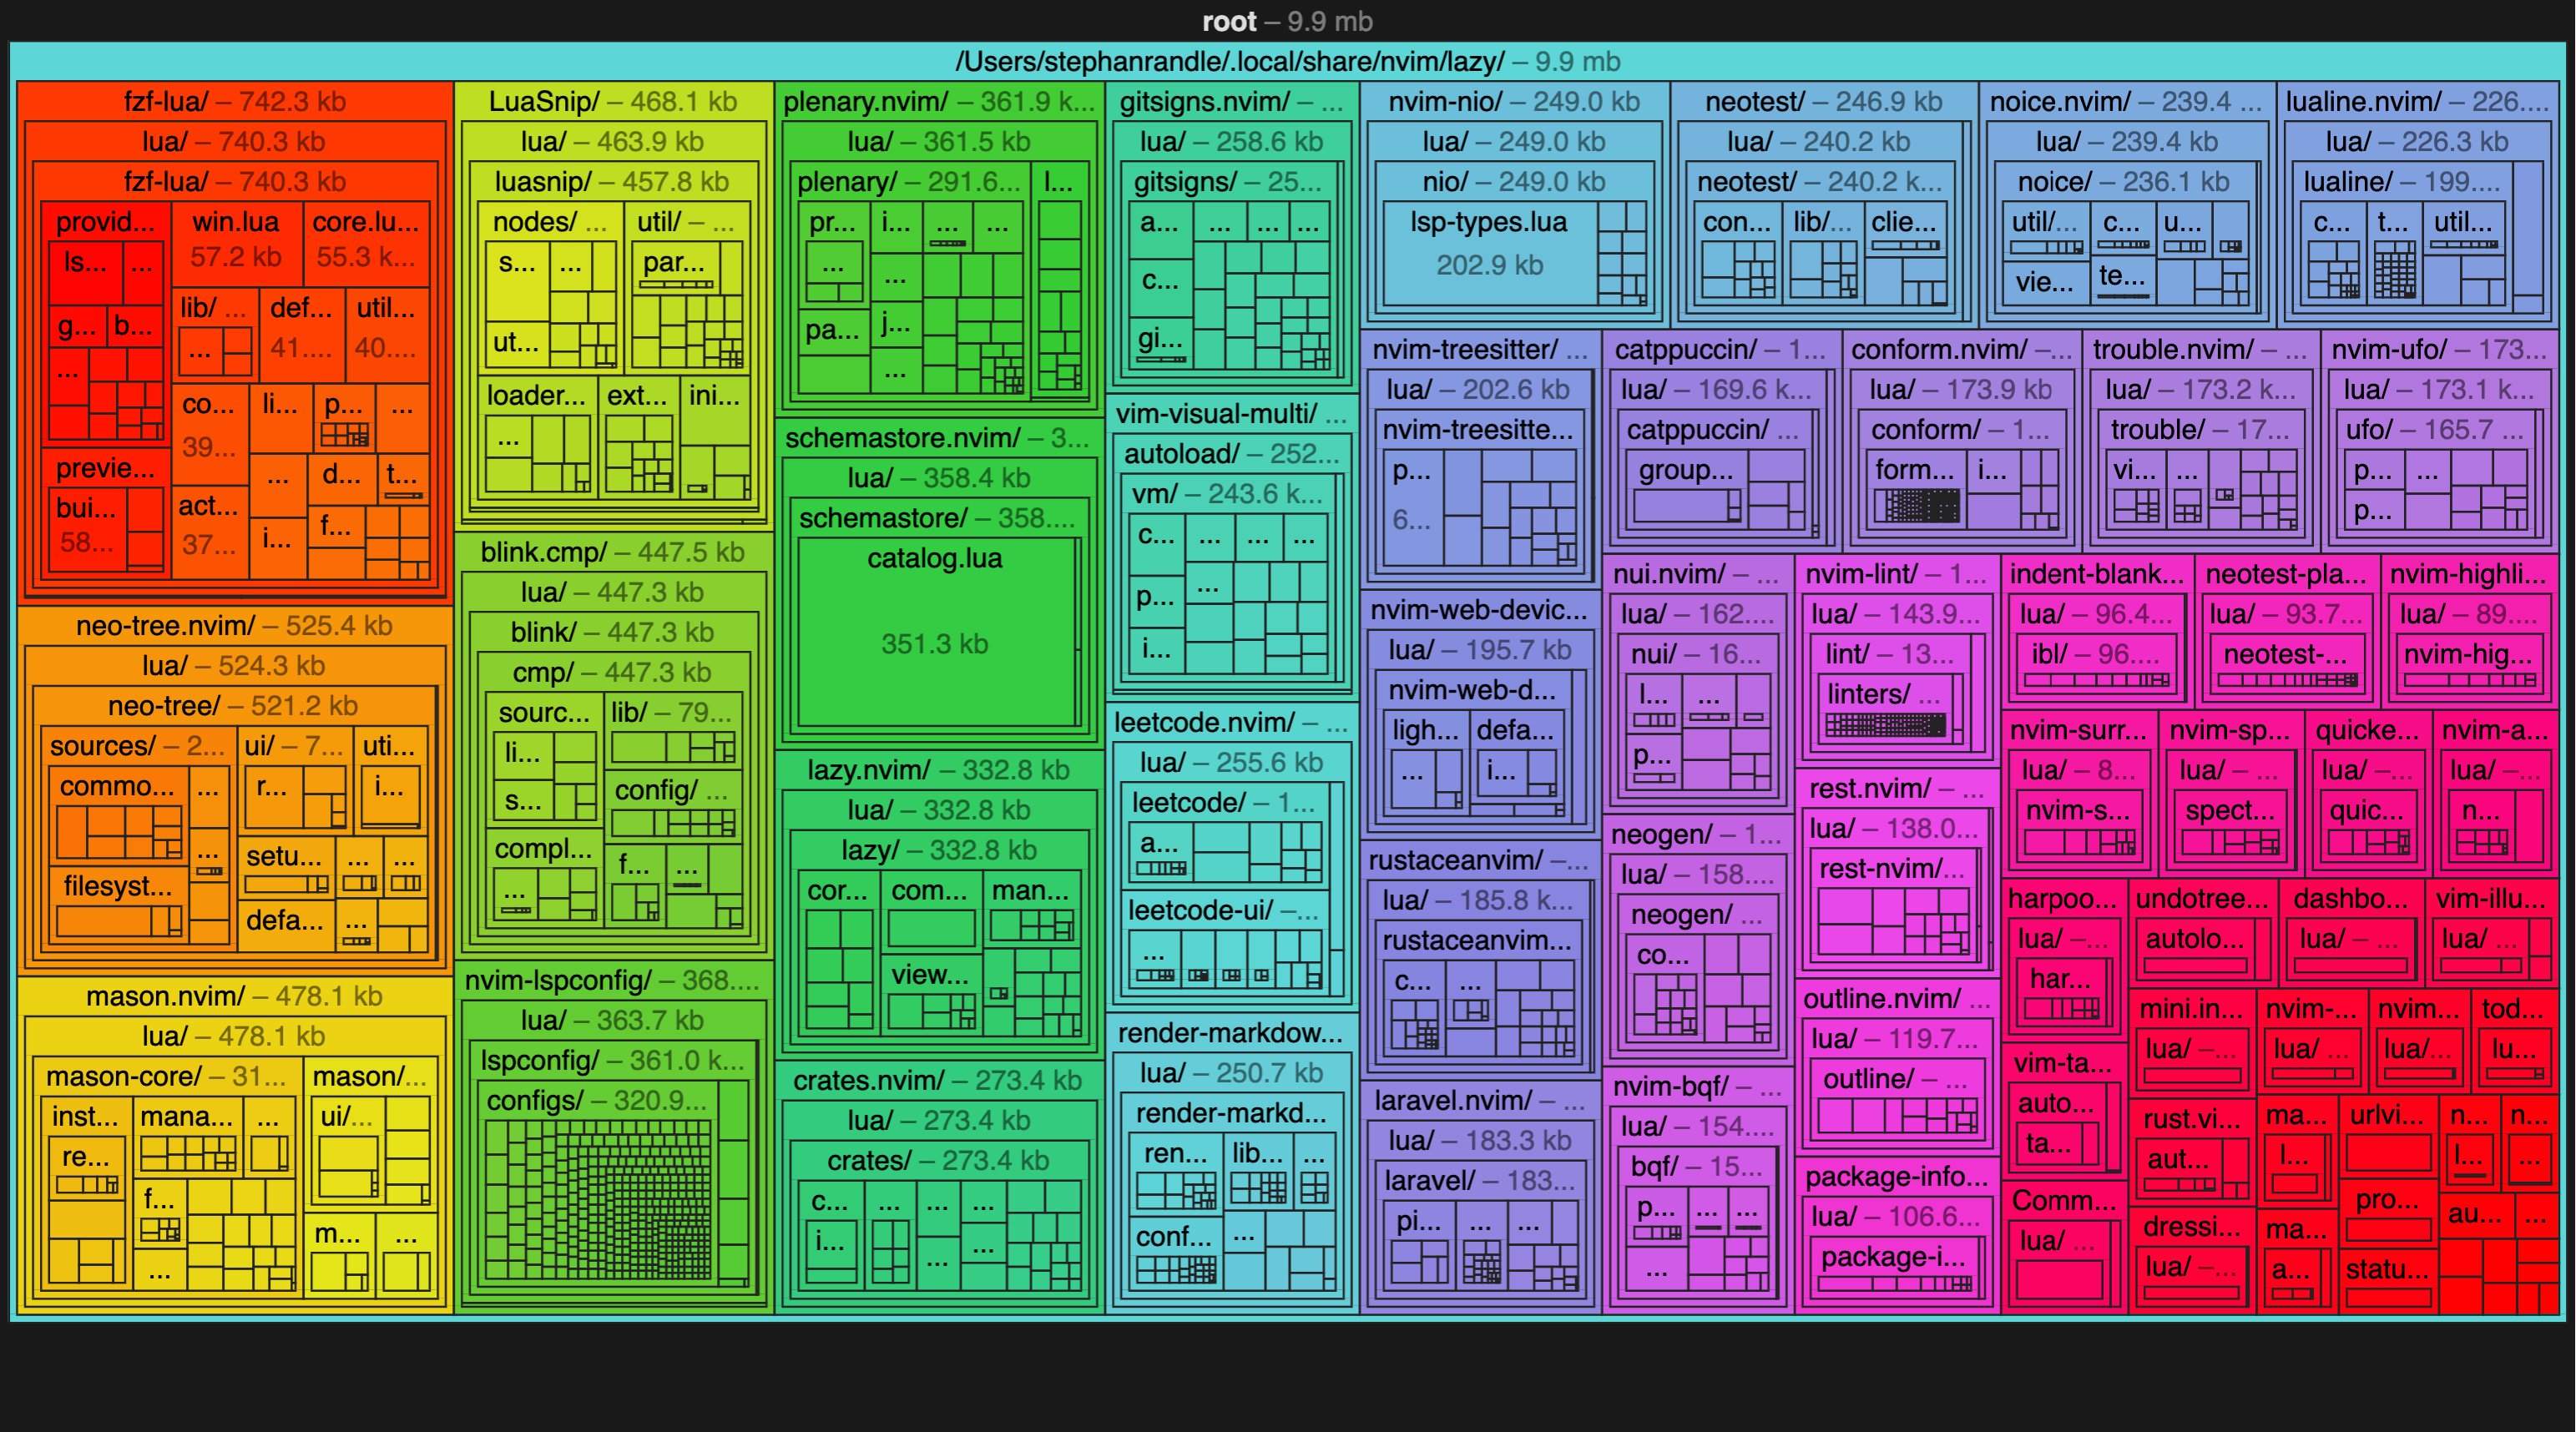 root – 9.9 mb
/Users/stephanrandle/.local/share/nvim/lazy/ – 9.9 mb
fzf-lua/ – 742.3 kb
lua/ – 740.3 kb
fzf-lua/ – 740.3 kb
provid...
ls...
...
g...
b...
...
previe...
bui...
58...
win.lua
57.2 kb
core.lu...
55.3 k...
lib/ ...
...
def...
41....
util...
40....
co...
39...
li...
p...
...
act...
37...
...
d...
t...
i...
f...
neo-tree.nvim/ – 525.4 kb
lua/ – 524.3 kb
neo-tree/ – 521.2 kb
sources/ – 2...
commo...
...
filesyst...
...
ui/ – 7...
r...
uti...
i...
setu...
...
...
defa...
...
mason.nvim/ – 478.1 kb
lua/ – 478.1 kb
mason-core/ – 31...
inst...
re...
mana...
...
f...
...
mason/...
ui/...
m...
...
LuaSnip/ – 468.1 kb
lua/ – 463.9 kb
luasnip/ – 457.8 kb
nodes/ ...
s...
...
ut...
util/ – ...
par...
loader...
...
ext...
ini...
blink.cmp/ – 447.5 kb
lua/ – 447.3 kb
blink/ – 447.3 kb
cmp/ – 447.3 kb
sourc...
li...
s...
lib/ – 79...
config/ ...
compl...
...
f...
...
nvim-lspconfig/ – 368....
lua/ – 363.7 kb
lspconfig/ – 361.0 k...
configs/ – 320.9...
plenary.nvim/ – 361.9 k...
lua/ – 361.5 kb
plenary/ – 291.6...
l...
pr...
...
i...
...
...
...
pa...
j...
...
schemastore.nvim/ – 3...
lua/ – 358.4 kb
schemastore/ – 358....
catalog.lua
351.3 kb
lazy.nvim/ – 332.8 kb
lua/ – 332.8 kb
lazy/ – 332.8 kb
cor...
com...
man...
view...
crates.nvim/ – 273.4 kb
lua/ – 273.4 kb
crates/ – 273.4 kb
c...
i...
...
...
...
...
...
gitsigns.nvim/ – ...
lua/ – 258.6 kb
gitsigns/ – 25...
a...
...
...
...
c...
gi...
vim-visual-multi/ ...
autoload/ – 252...
vm/ – 243.6 k...
c...
...
...
...
p...
...
i...
leetcode.nvim/ – ...
lua/ – 255.6 kb
leetcode/ – 1...
a...
leetcode-ui/ –...
...
render-markdow...
lua/ – 250.7 kb
render-markd...
ren...
lib...
...
conf...
...
nvim-nio/ – 249.0 kb
lua/ – 249.0 kb
nio/ – 249.0 kb
lsp-types.lua
202.9 kb
neotest/ – 246.9 kb
lua/ – 240.2 kb
neotest/ – 240.2 k...
con...
lib/...
clie...
noice.nvim/ – 239.4 ...
lua/ – 239.4 kb
noice/ – 236.1 kb
util/...
c...
u...
vie...
te...
lualine.nvim/ – 226....
lua/ – 226.3 kb
lualine/ – 199....
c...
t...
util...
nvim-treesitter/ ...
lua/ – 202.6 kb
nvim-treesitte...
p...
6...
nvim-web-devic...
lua/ – 195.7 kb
nvim-web-d...
ligh...
...
defa...
i...
rustaceanvim/ –...
lua/ – 185.8 k...
rustaceanvim...
c...
...
laravel.nvim/ – ...
lua/ – 183.3 kb
laravel/ – 183...
pi...
...
...
catppuccin/ – 1...
lua/ – 169.6 k...
catppuccin/ ...
group...
conform.nvim/ –...
lua/ – 173.9 kb
conform/ – 1...
form...
i...
trouble.nvim/ – ...
lua/ – 173.2 kb
trouble/ – 17...
vi...
...
nvim-ufo/ – 173...
lua/ – 173.1 k...
ufo/ – 165.7 ...
p...
...
p...
nui.nvim/ – ...
lua/ – 162....
nui/ – 16...
l...
...
p...
neogen/ – 1...
lua/ – 158....
neogen/ ...
co...
nvim-bqf/ – ...
lua/ – 154....
bqf/ – 15...
p...
...
...
...
nvim-lint/ – 1...
lua/ – 143.9...
lint/ – 13...
linters/ ...
rest.nvim/ – ...
lua/ – 138.0...
rest-nvim/...
outline.nvim/ ...
lua/ – 119.7...
outline/ – ...
package-info...
lua/ – 106.6...
package-i...
indent-blank...
lua/ – 96.4...
ibl/ – 96....
neotest-pla...
lua/ – 93.7...
neotest-...
nvim-highli...
lua/ – 89....
nvim-hig...
nvim-surr...
lua/ – 8...
nvim-s...
nvim-sp...
lua/ – ...
spect...
quicke...
lua/ –...
quic...
nvim-a...
lua/ –...
n...
harpoo...
lua/ –...
har...
undotree...
autolo...
dashbo...
lua/ – ...
vim-illu...
lua/ ...
mini.in...
lua/ –...
nvim-...
lua/ ...
nvim...
lua/...
tod...
lu...
vim-ta...
auto...
ta...
Comm...
lua/ ...
rust.vi...
aut...
dressi...
lua/ –...
ma...
l...
ma...
a...
urlvi...
pro...
statu...
n...
l...
n...
...
au...
...